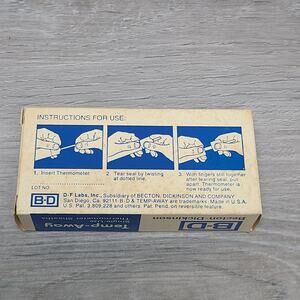 INSTRUCTIONS FOR USE:
1. Insert Thermometer.
2. Tear seal by twisting
at dotted line.
3. With fingers still together
after tearing seal, pull
apart. Thermometer is
now ready for use.
LOT NO.
B-D
D-F Labs, Inc., Subsidiary of BECTON, DICKINSON AND COMPANY
San Diego, Ca. 92111 B-D & TEMP-AWAY are trademarks. Made in U.S.A.
U.S. Pat. 3,809,228 and others. Pat. Pend. on reversible feature.
Temp-Away
Becton-Dickinson
B-D